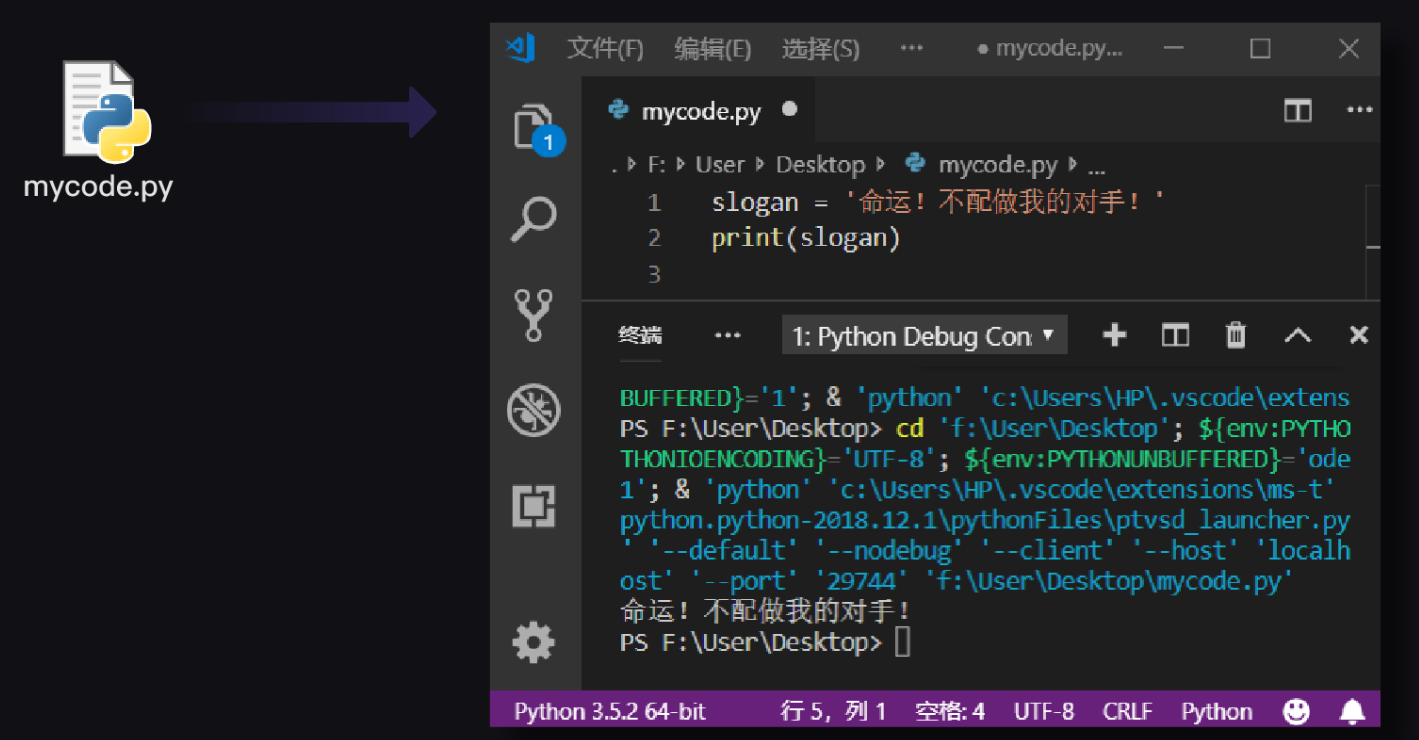 mycode.py
文件(F) 编辑(E) 选择(S) ··· ● mycode.py...
1
mycode.py ●
. F: User Desktop mycode.py ...
1 slogan = '命运！不配做我的对手！'
2 print(slogan)
3
终端 ··· 1: Python Debug Con
BUFFERED}='1'; & 'python' 'c:\Users\HP\.vscode\extens
PS F:\User\Desktop> cd 'f:\User\Desktop'; ${env:PYTHO
THONIOENCODING}='UTF-8'; ${env:PYTHONUNBUFFERED}='ode
1'; & 'python' 'c:\Users\HP\.vscode\extensions\ms-t'
python.python-2018.12.1\pythonFiles\ptvsd_launcher.py
' '--default' '--nodebug' '--client' '--host' 'localh
ost' '--port' '29744' 'f:\User\Desktop\mycode.py'
命运！不配做我的对手！
PS F:\User\Desktop>
Python 3.5.2 64-bit 行 5，列 1 空格: 4 UTF-8 CRLF Python